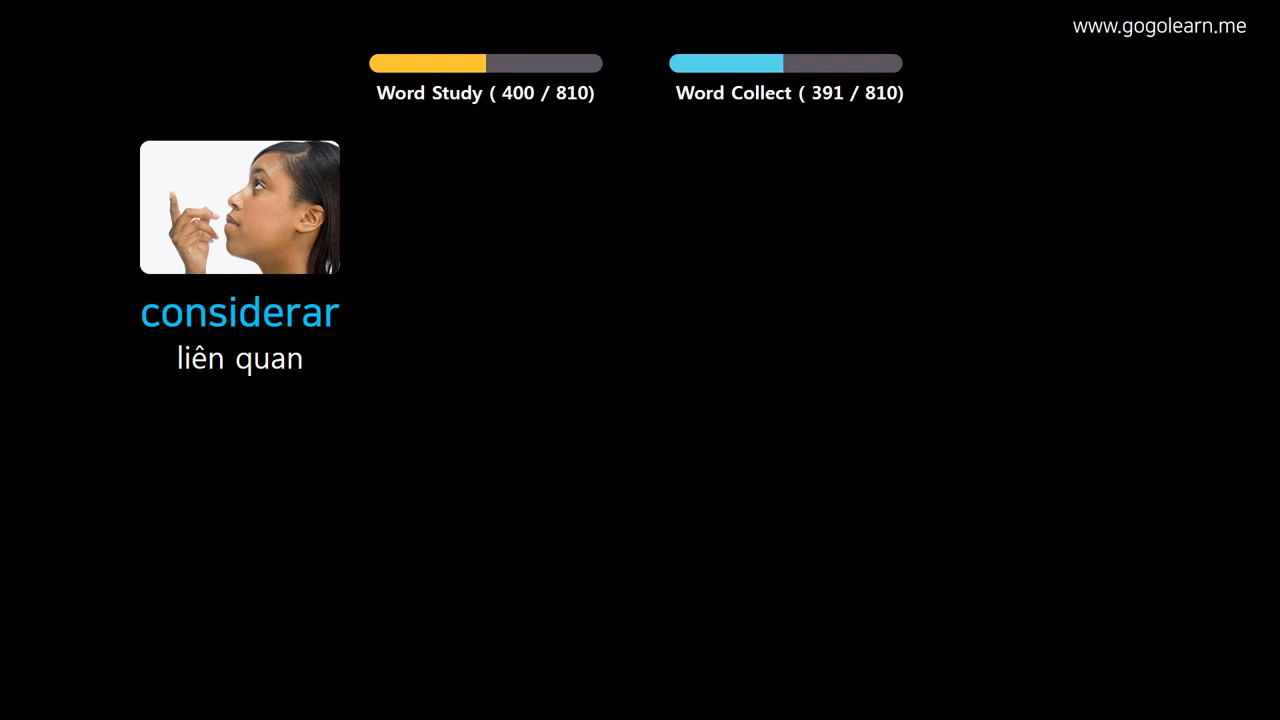 www.gogolearn.me
Word Study ( 400 / 810)
Word Collect ( 391 / 810)
considerar
liên quan